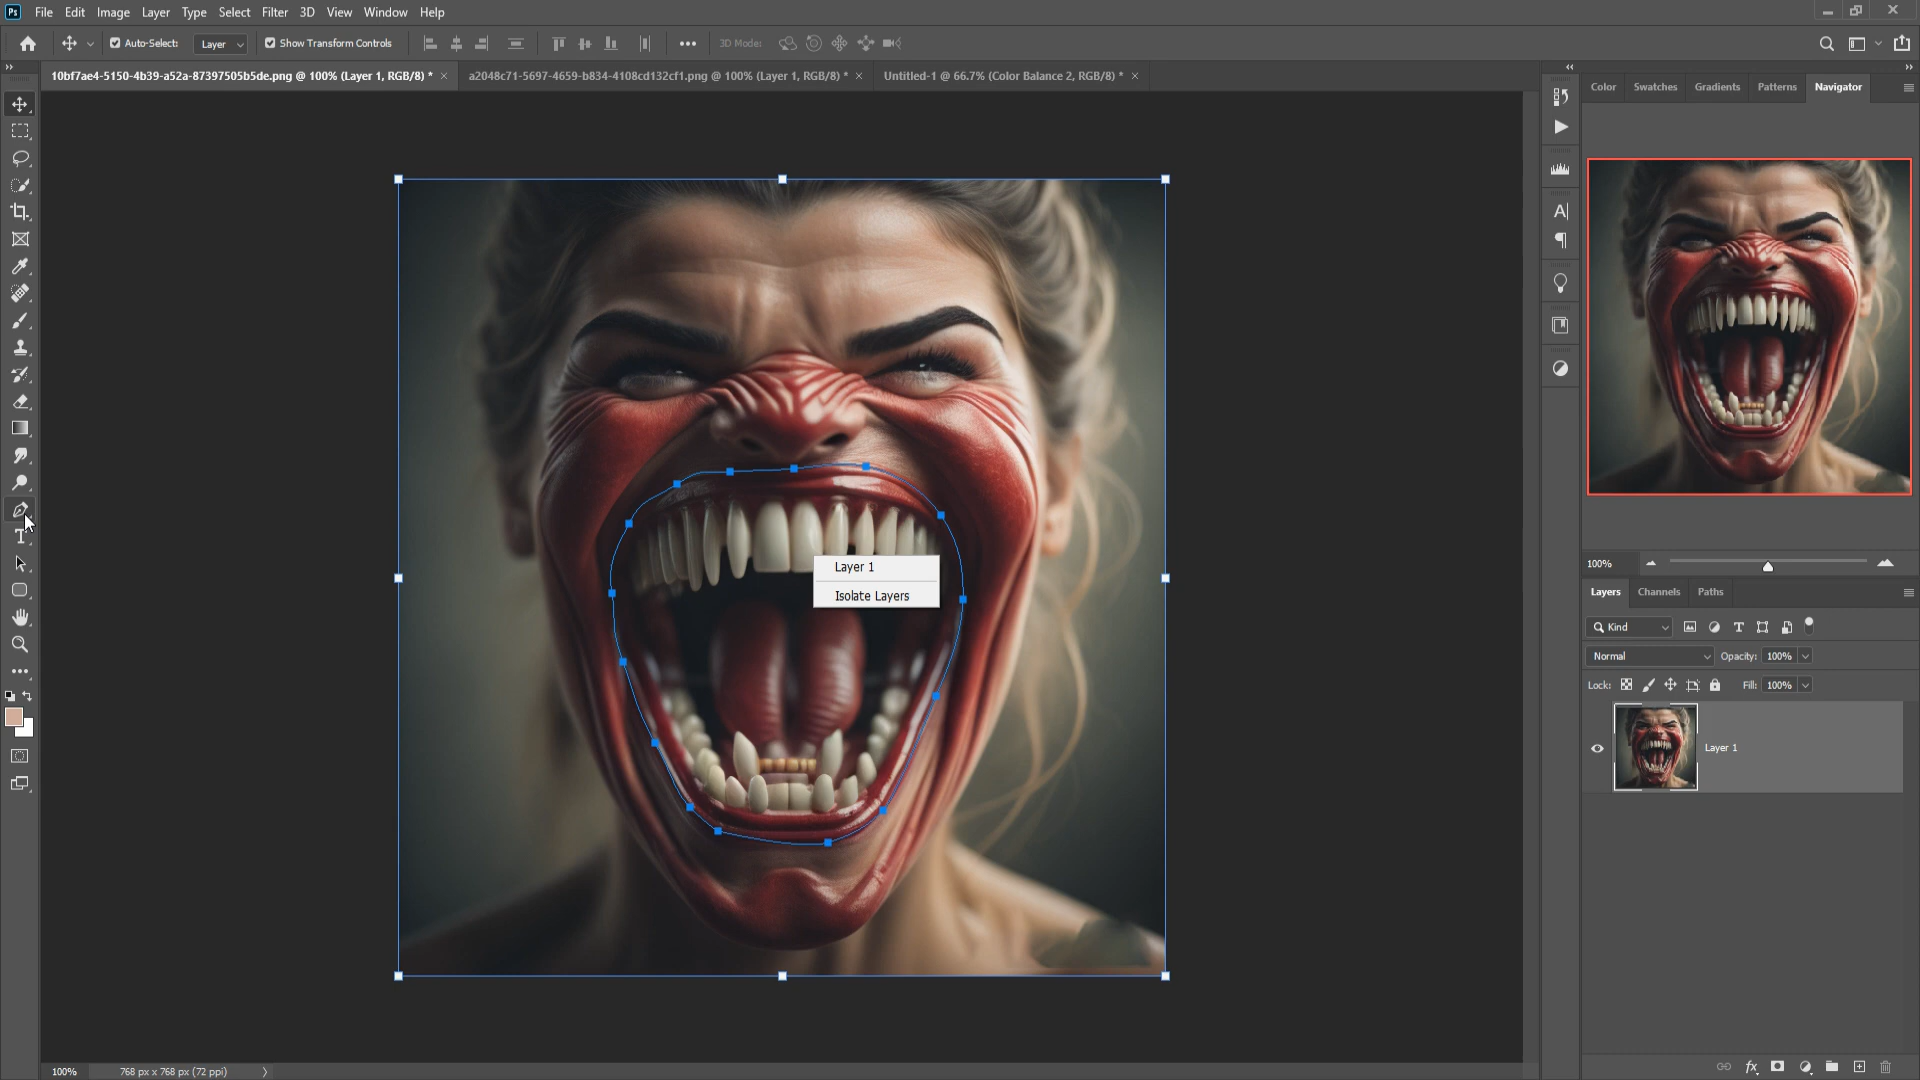 Ps File Edit Image Layer Type Select Filter 3D View Window Help
Auto-Select: Layer Show Transform Controls 3D Mode:
10bf7ae4-5150-4b39-a52a-87397505b5de.png @ 100% (Layer 1, RGB/8) * a2048c71-5697-4659-b834-4108cd132cf1.png @ 100% (Layer 1, RGB/8) * Untitled-1 @ 66.7% (Color Balance 2, RGB/8) *
Color Swatches Gradients Patterns Navigator
Layer 1
Isolate Layers
100%
Layers Channels Paths
Kind
Normal Opacity: 100%
Lock: Fill: 100%
Layer 1
100% 768 px x 768 px (72 ppi)